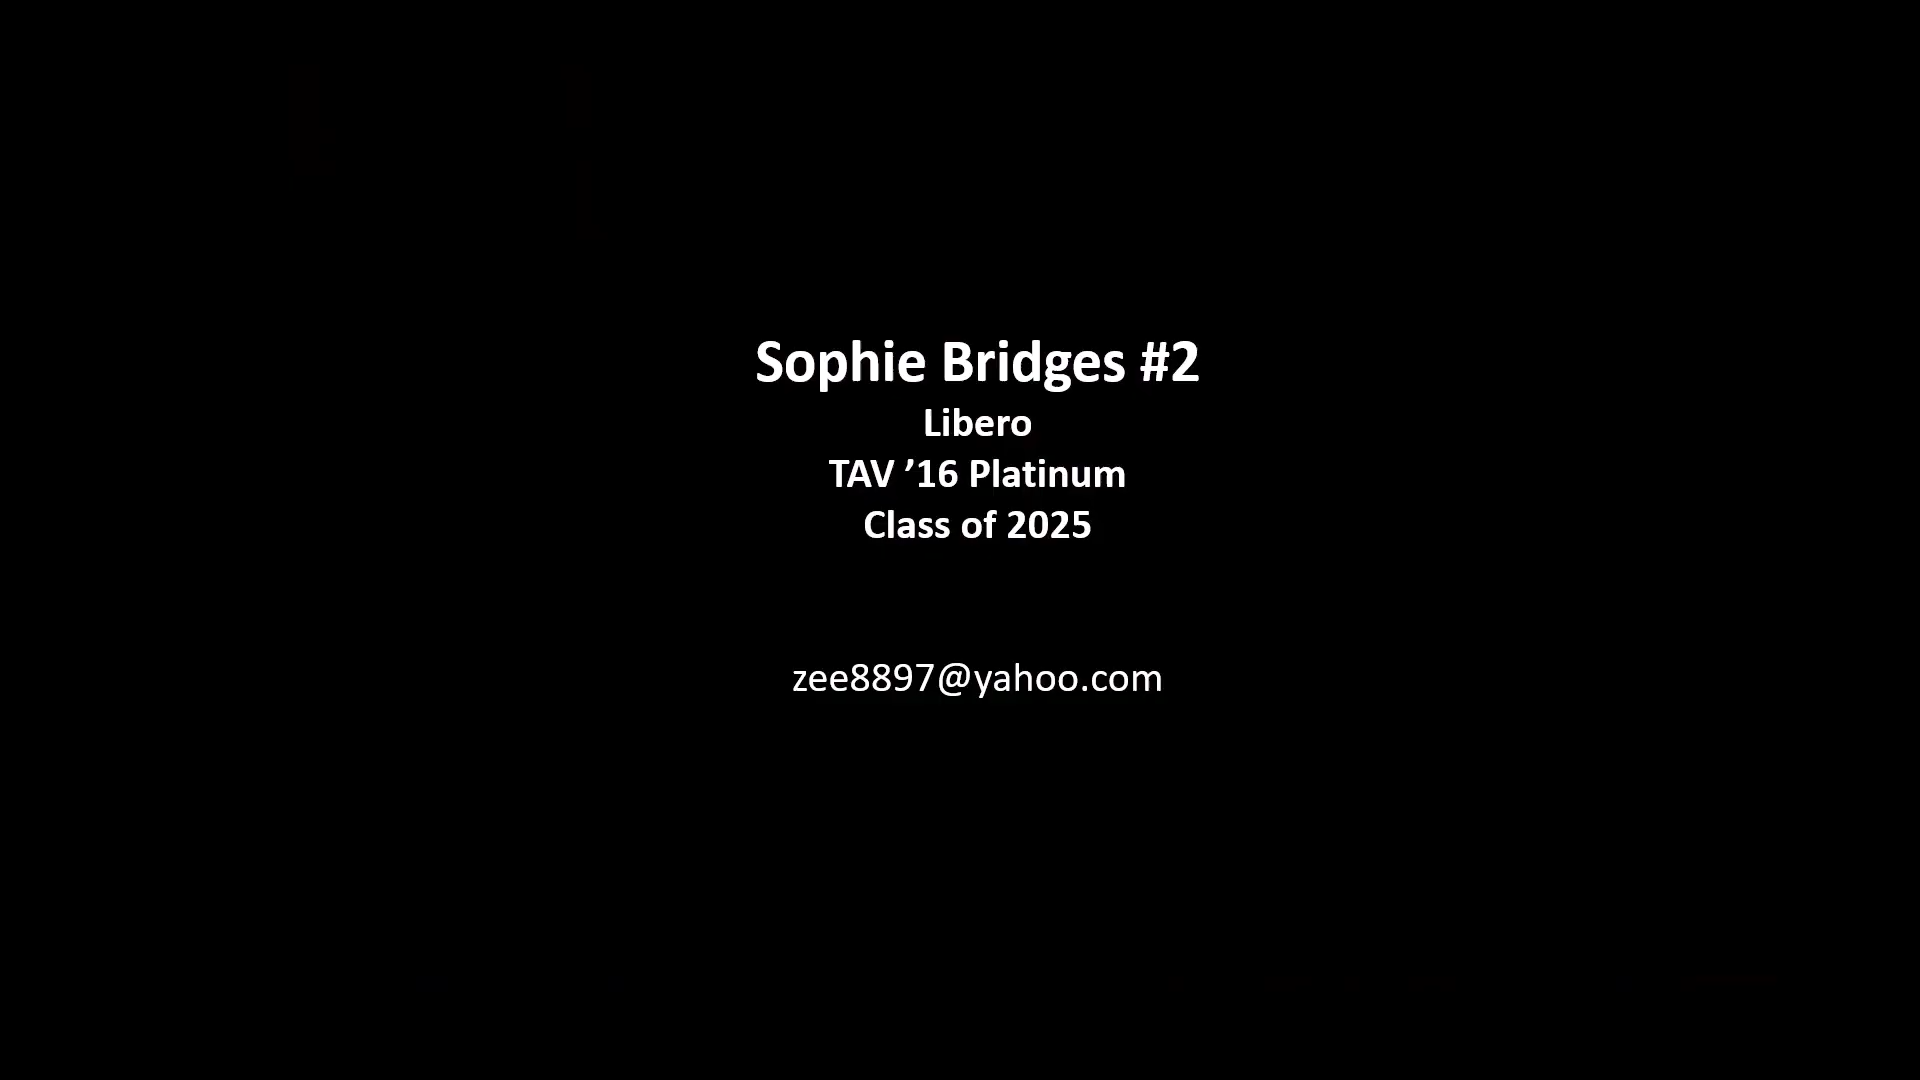 Sophie Bridges #2
Libero
TAV ’16 Platinum
Class of 2025
zee8897@yahoo.com